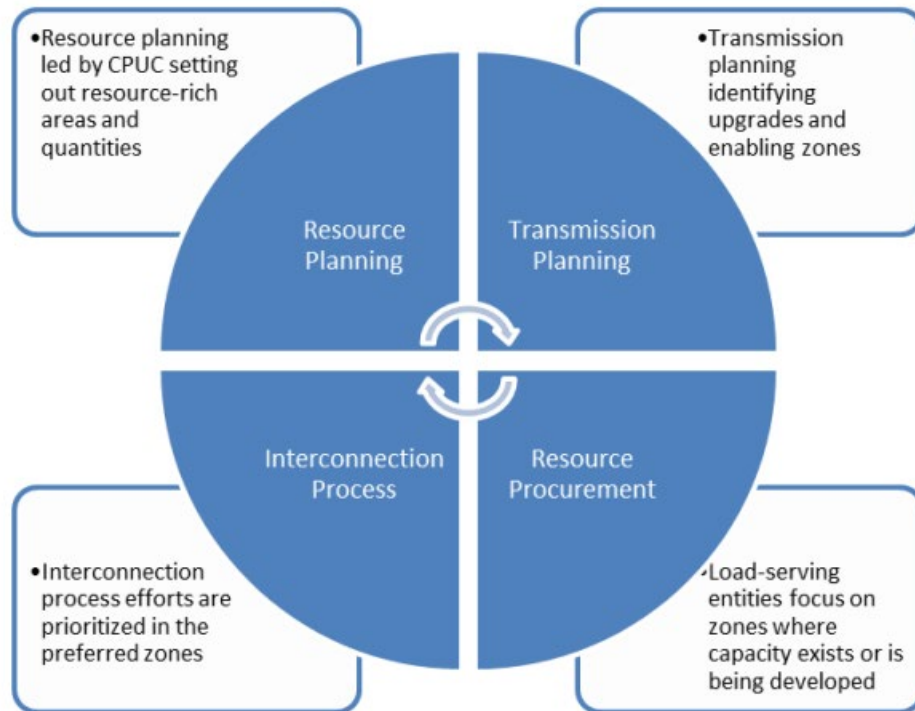 •Resource planning
led by CPUC setting
out resource-rich
areas and
quantities
•Transmission
planning
identifying
upgrades and
enabling zones
Resource
Planning
Transmission
Planning
Interconnection
Process
Resource
Procurement
•Interconnection
process efforts are
prioritized in the
preferred zones
•Load-serving
entities focus on
zones where
capacity exists or is
being developed